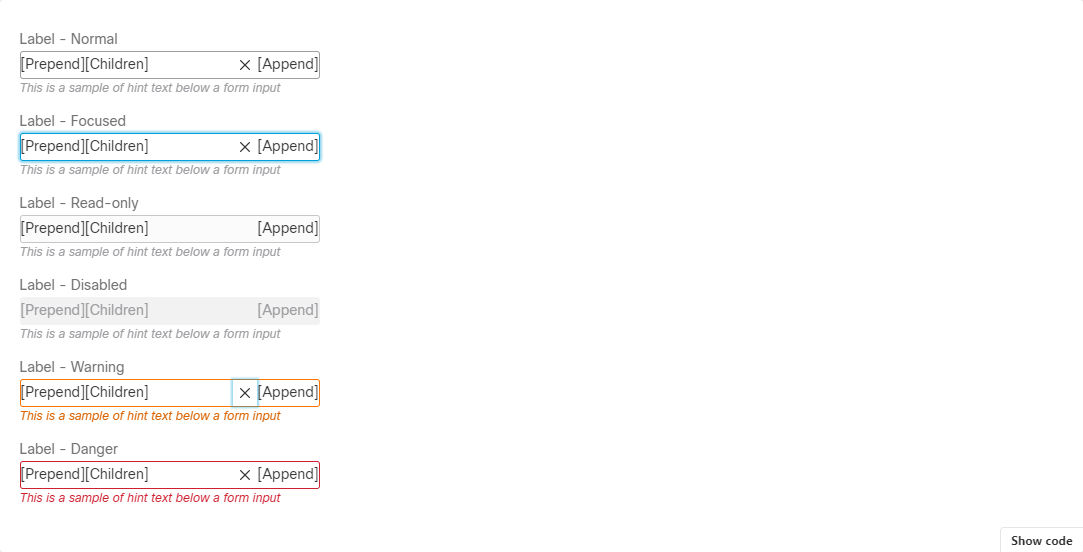 Label - Normal
[Prepend][Children] × [Append]
This is a sample of hint text below a form input
Label - Focused
[Prepend][Children] × [Append]
This is a sample of hint text below a form input
Label - Read-only
[Prepend][Children] [Append]
This is a sample of hint text below a form input
Label - Disabled
[Prepend][Children] [Append]
This is a sample of hint text below a form input
Label - Warning
[Prepend][Children] × [Append]
This is a sample of hint text below a form input
Label - Danger
[Prepend][Children] × [Append]
This is a sample of hint text below a form input
Show code